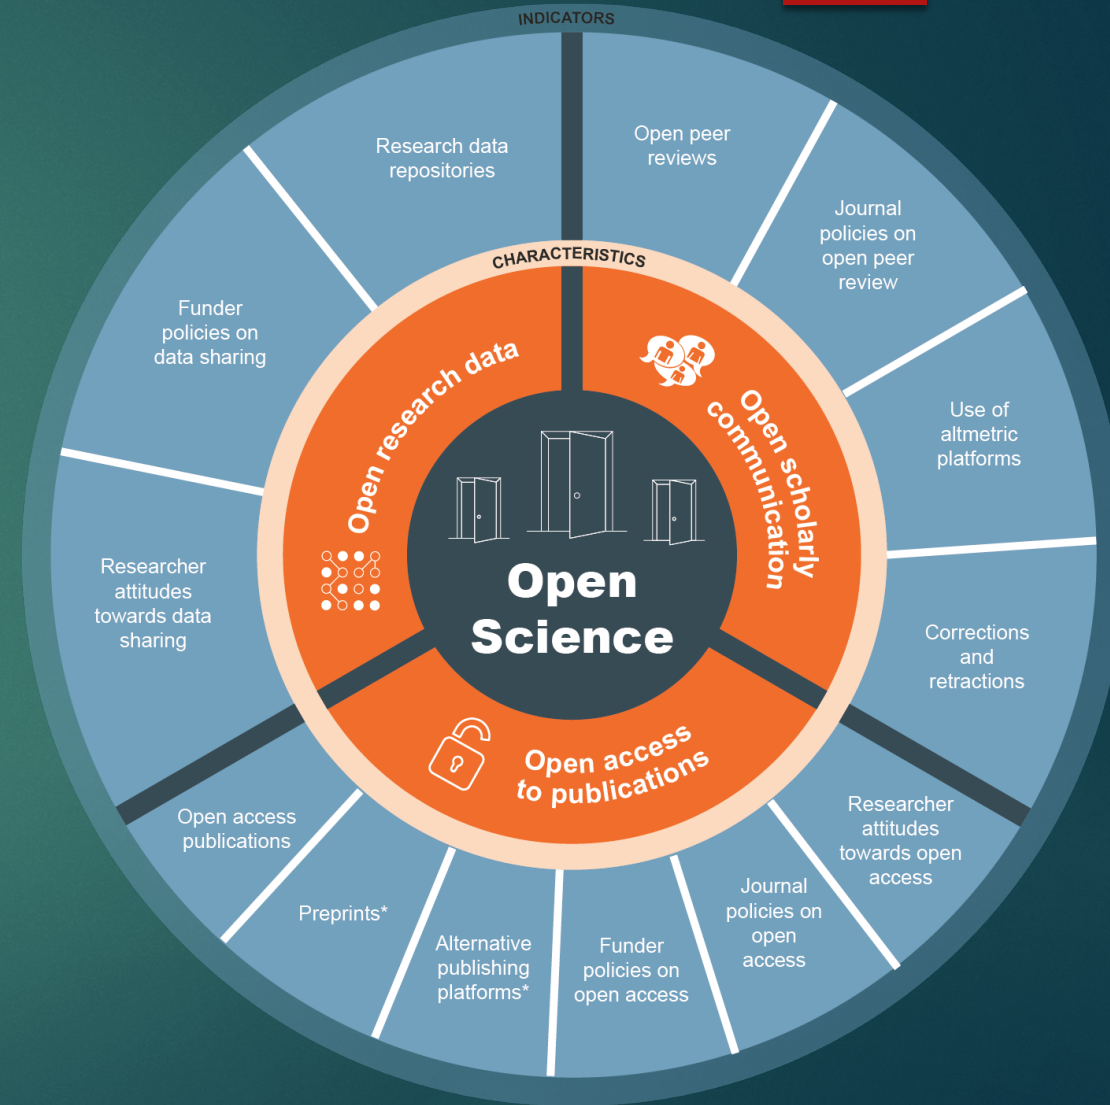 INDICATORS
Research data
repositories
Open peer
reviews
Journal
policies on
open peer
review
Funder
policies on
data sharing
Use of
altmetric
platforms
Researcher
attitudes
towards data
sharing
Corrections
and
retractions
CHARACTERISTICS
Open research data
Open scholarly
communication
Open
Science
Open access
to publications
Open access
publications
Preprints*
Alternative
publishing
platforms*
Funder
policies on
open access
Journal
policies on
open
access
Researcher
attitudes
towards open
access